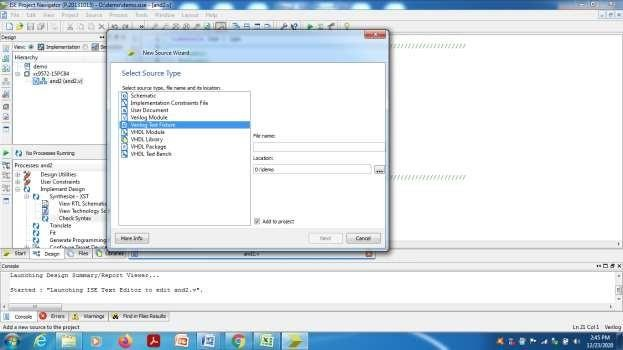 ISE Project Navigator (P.20131013) - D:\demo\demo.xise - [and2.v]
File Edit View Project Source Process Tools Window Layout Help
Design
View: Implementation
Hierarchy
demo
xc9572-15PC84
and2 (and2.v)
No Processes Running
Processes: and2
Design Utilities
User Constraints
Implement Design
Synthesize - XST
View RTL Schematic
View Technology Sc
Check Syntax
Translate
Fit
Generate Programming
Configure Target Device
Start Design Files Libraries
and2.v
New Source Wizard
Select Source Type
Select source type, file name and its location.
Schematic
Implementation Constraints File
User Document
Verilog Module
Verilog Test Fixture
VHDL Module
VHDL Library
VHDL Package
VHDL Test Bench
File name:
Location:
D:\demo
...
Add to project
More Info Next Cancel
//////////////////////
//////////////////////
Console
Launching Design Summary/Report Viewer...
Started : "Launching ISE Text Editor to edit and2.v".
Console Errors Warnings Find in Files Results
Add a new source to the project
Ln 21 Col 1 Verilog
2:45 PM
12/23/2020